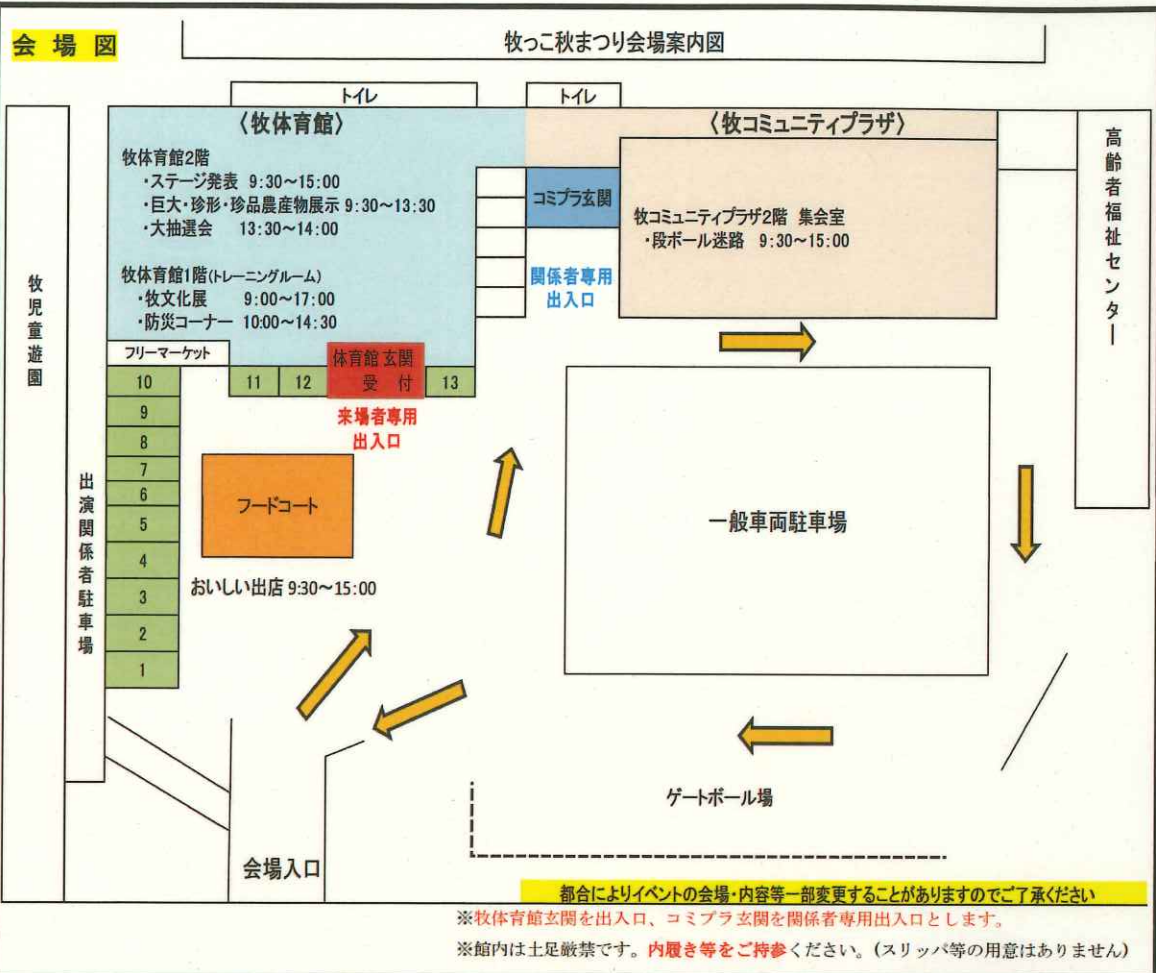 会場図
牧っこ秋まつり会場案内図
トイレ
トイレ
〈牧体育館〉
〈牧コミュニティプラザ〉
牧体育館2階
・ステージ発表 9:30～15:00
・巨大・珍形・珍品農産物展示 9:30～13:30
・大抽選会 13:30～14:00
牧体育館1階(トレーニングルーム)
・牧文化展 9:00～17:00
・防災コーナー 10:00～14:30
コミプラ玄関
関係者専用
出入口
牧コミュニティプラザ2階 集会室
・段ボール迷路 9:30～15:00
高齢者福祉センター
牧児童遊園
フリーマーケット
体育館 玄関
受 付
来場者専用
出入口
10
11
12
13
9
8
7
6
5
4
3
2
1
フードコート
おいしい出店 9:30～15:00
出演関係者駐車場
一般車両駐車場
ゲートボール場
会場入口
都合によりイベントの会場・内容等一部変更することがありますのでご了承ください
※牧体育館玄関を出入口、コミプラ玄関を関係者専用出入口とします。
※館内は土足厳禁です。内履き等をご持参ください。(スリッパ等の用意はありません)